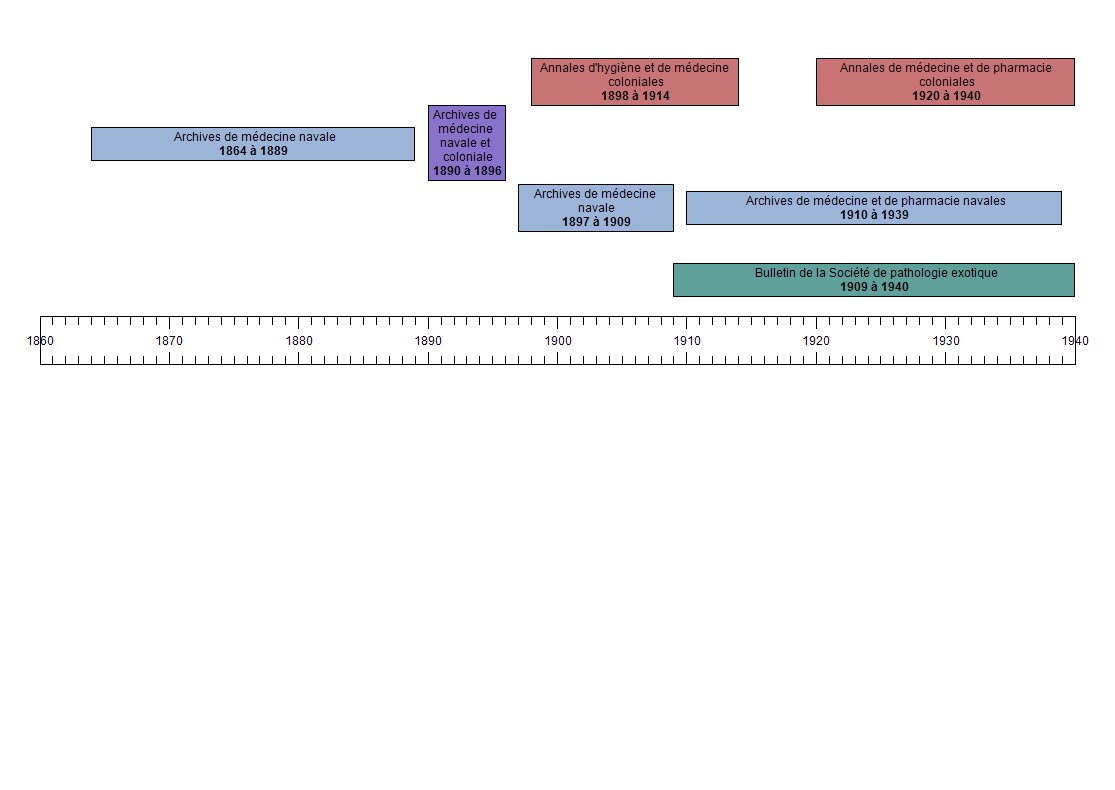 Annales d'hygiène et de médecine
coloniales
1898 à 1914
Annales de médecine et de pharmacie
coloniales
1920 à 1940
Archives de
médecine
navale et
coloniale
1890 à 1896
Archives de médecine navale
1864 à 1889
Archives de médecine
navale
1897 à 1909
Archives de médecine et de pharmacie navales
1910 à 1939
Bulletin de la Société de pathologie exotique
1909 à 1940
1860 1870 1880 1890 1900 1910 1920 1930 1940